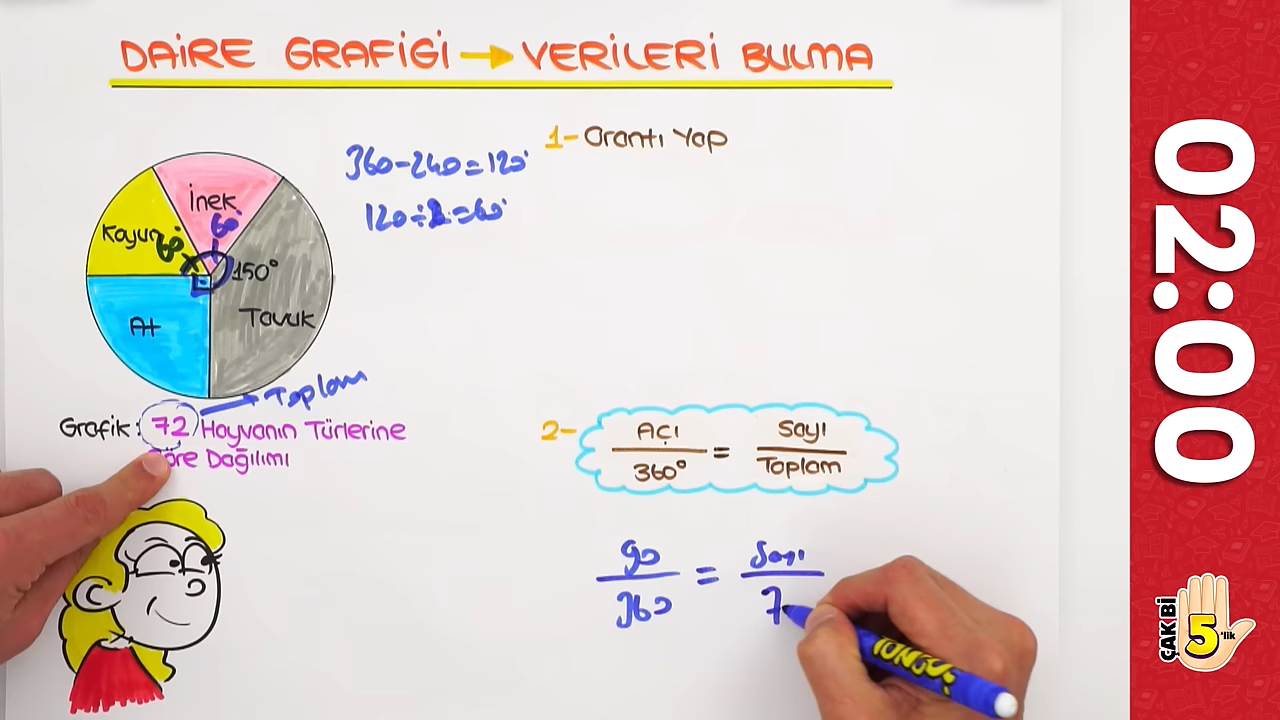 DAİRE GRAFİĞİ → VERİLERİ BULMA
360-240=120°
120÷2=60°
1- Orantı Yap
İnek
60°
Koyun
60°
150°
At
Tavuk
Toplam
Grafik: 72 Hayvanın Türlerine
Göre Dağılımı
2- Açı / 360° = Sayı / Toplam
90 / 360 = Sayı / 7
TONGUÇ
02:00
ÇAK Bİ 5'lik